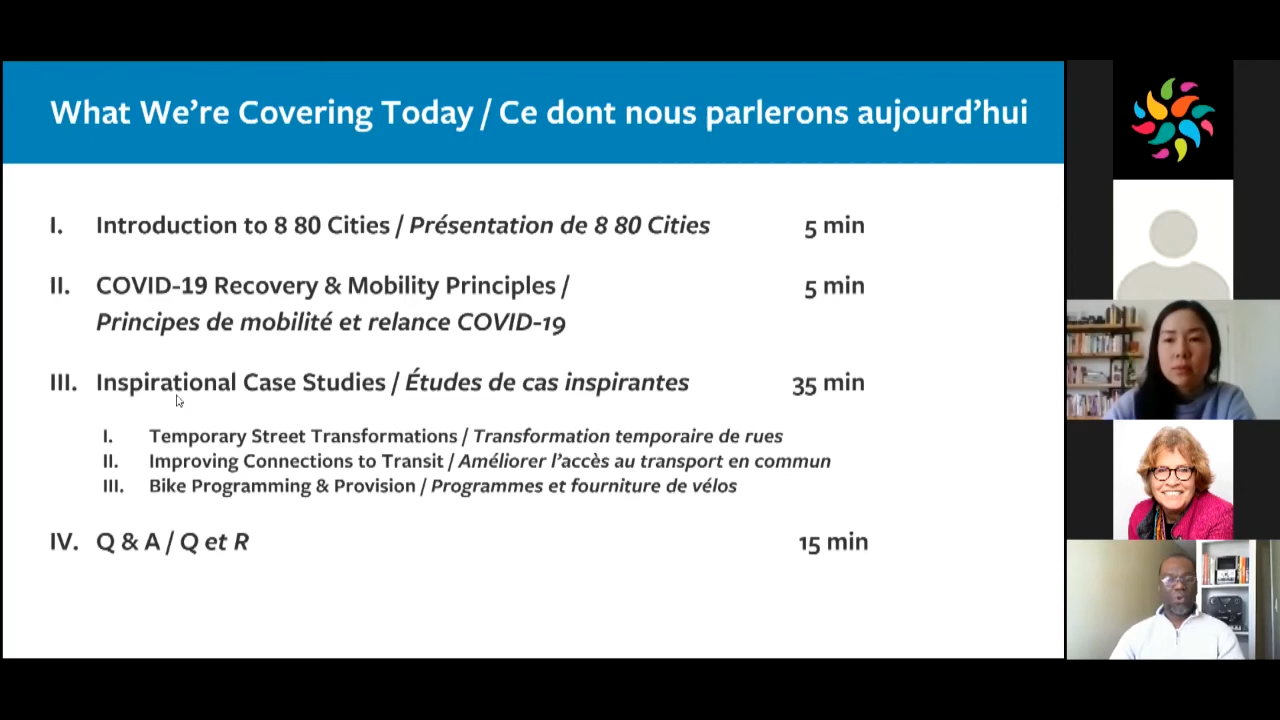 What We're Covering Today / Ce dont nous parlerons aujourd'hui
I. Introduction to 8 80 Cities / Présentation de 8 80 Cities 5 min
II. COVID-19 Recovery & Mobility Principles / 5 min
Principes de mobilité et relance COVID-19
III. Inspirational Case Studies / Études de cas inspirantes 35 min
I. Temporary Street Transformations / Transformation temporaire de rues
II. Improving Connections to Transit / Améliorer l'accès au transport en commun
III. Bike Programming & Provision / Programmes et fourniture de vélos
IV. Q & A / Q et R 15 min